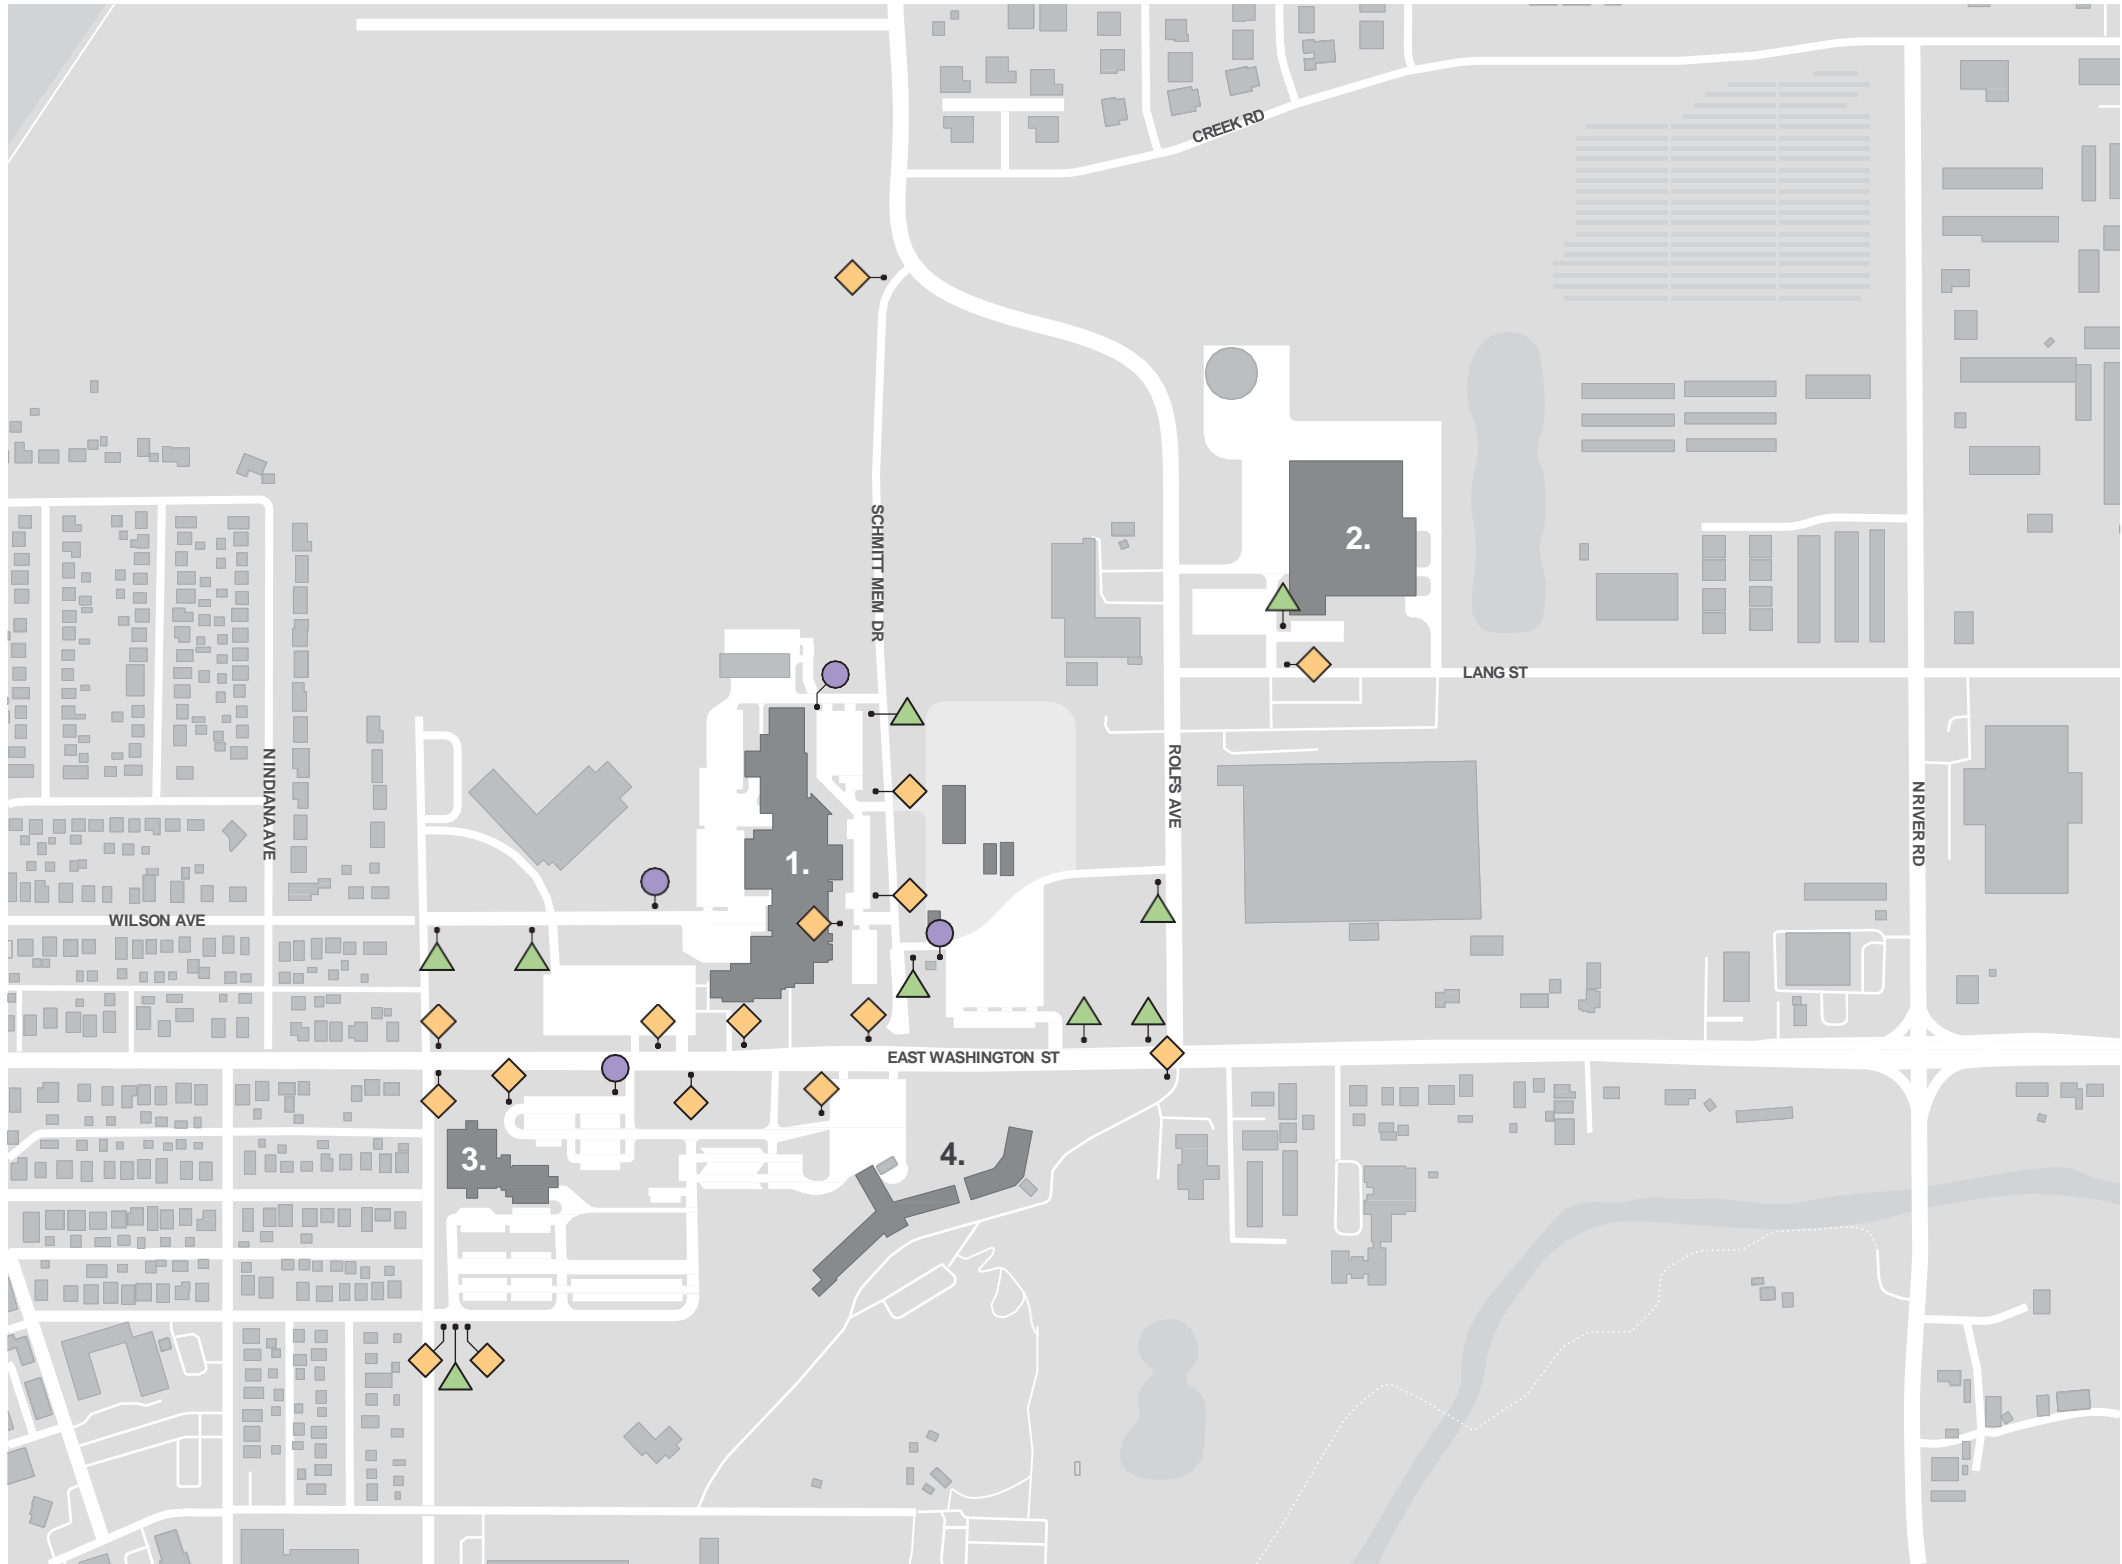 CREEK RD
SCHMITT MEM DR
2.
LANG ST
N INDIANA AVE
ROLFS AVE
N RIVER RD
1.
WILSON AVE
EAST WASHINGTON ST
3.
4.